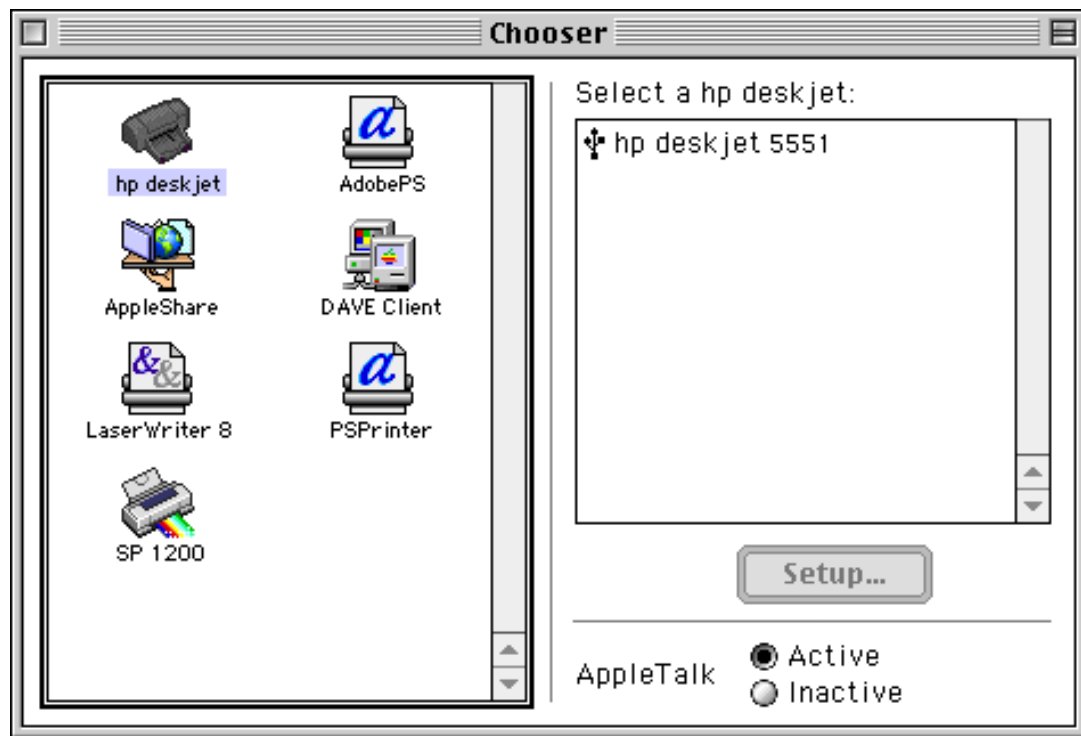 Chooser
hp deskjet
AdobePS
AppleShare
DAVE Client
LaserWriter 8
PSPrinter
SP 1200
Select a hp deskjet:
hp deskjet 5551
Setup...
AppleTalk
Active
Inactive